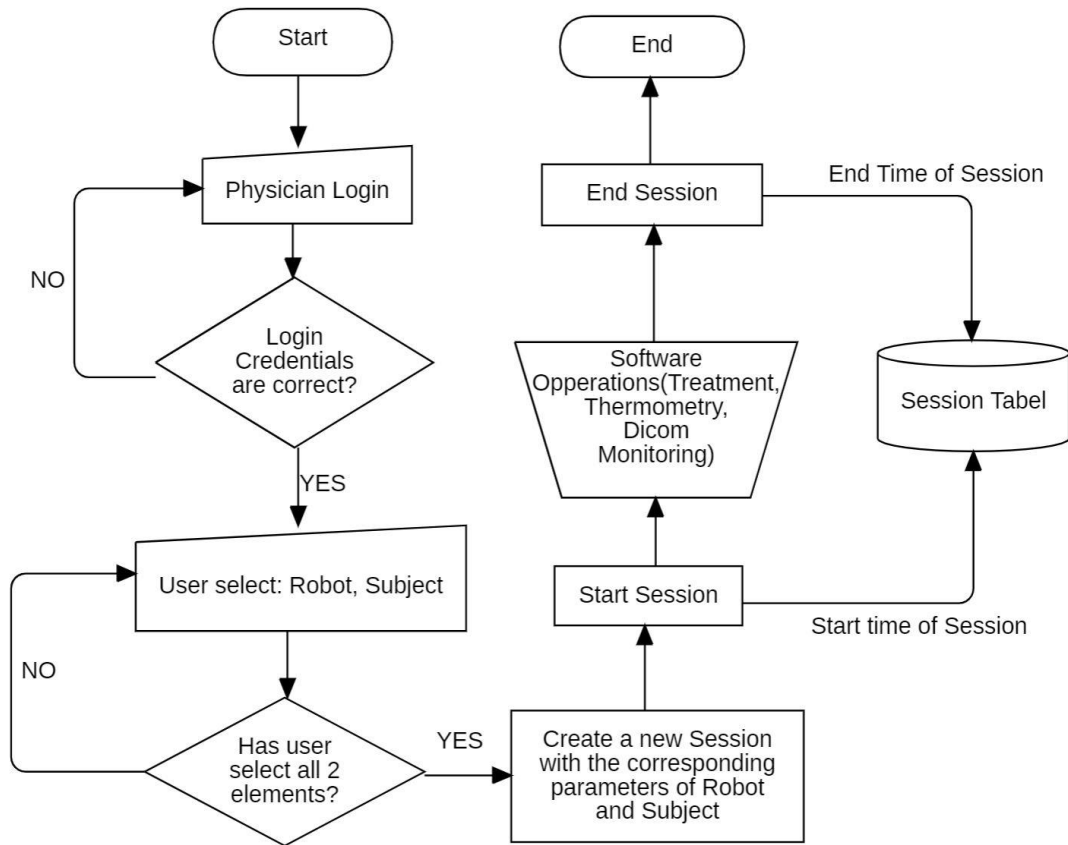 Start
Physician Login
NO
Login
Credentials
are correct?
YES
User select: Robot, Subject
NO
Has user
select all 2
elements?
YES
Create a new Session
with the corresponding
parameters of Robot
and Subject
Start Session
Start time of Session
Software
Opperations(Treatment,
Thermometry,
Dicom
Monitoring)
End Session
End Time of Session
Session Tabel
End